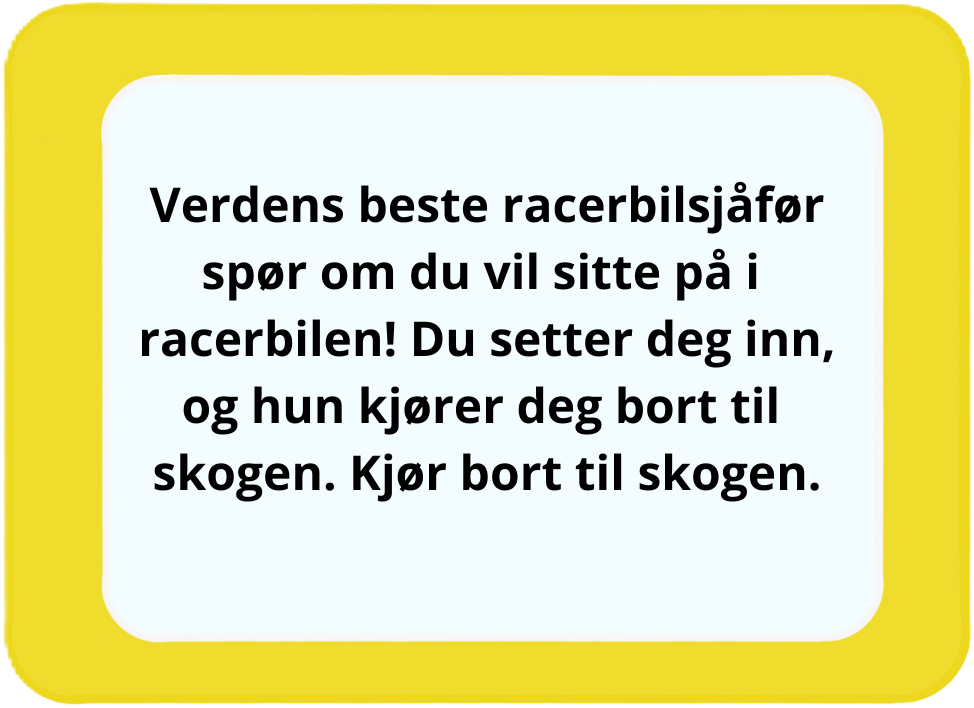 Verdens beste racerbilsjåfør
spør om du vil sitte på i
racerbilen! Du setter deg inn,
og hun kjører deg bort til
skogen. Kjør bort til skogen.